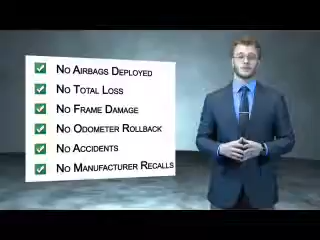 No Airbags Deployed
No Total Loss
No Frame Damage
No Odometer Rollback
No Accidents
No Manufacturer Recalls